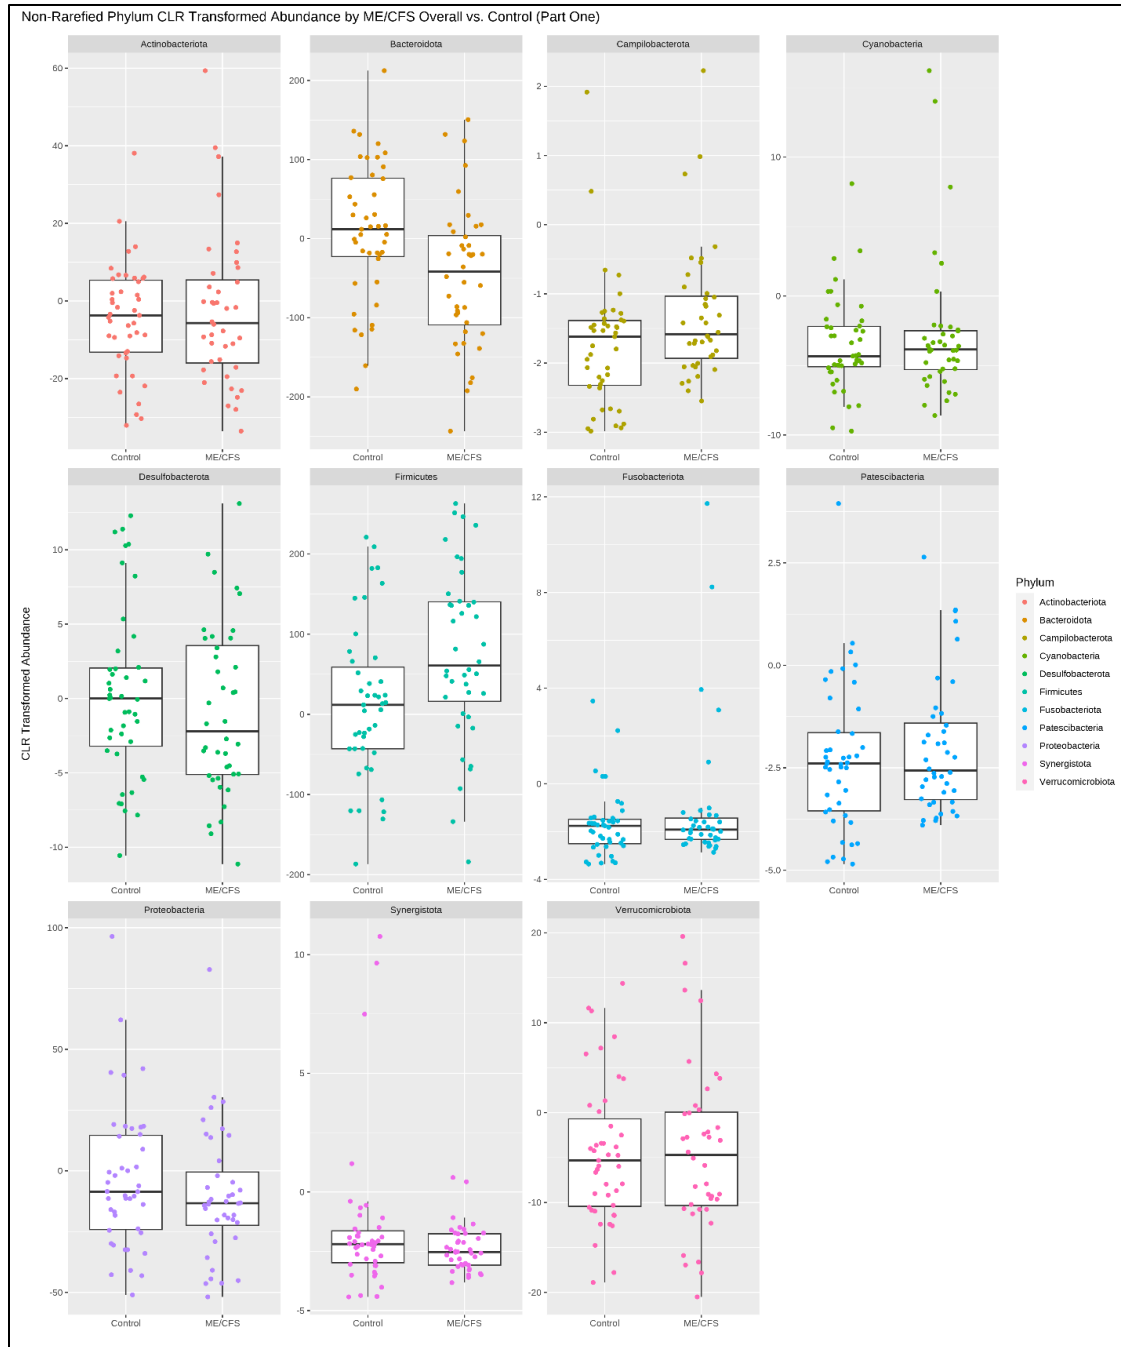 Non-Rarefied Phylum CLR Transformed Abundance by ME/CFS Overall vs. Control (Part One)
Actinobacteriota
Bacteroidota
Campilobacterota
Cyanobacteria
60
40
20
0
-20
200
100
0
-100
-200
2
1
0
-1
-2
-3
10
0
-10
Control
ME/CFS
Control
ME/CFS
Control
ME/CFS
Control
ME/CFS
Desulfobacterota
Firmicutes
Fusobacteriota
Patescibacteria
10
5
0
-5
-10
200
100
0
-100
-200
12
8
4
0
-4
2.5
0.0
-2.5
-5.0
Control
ME/CFS
Control
ME/CFS
Control
ME/CFS
Control
ME/CFS
Proteobacteria
Synergistota
Verrucomicrobiota
100
50
0
-50
10
5
0
-5
20
10
0
-10
-20
Control
ME/CFS
Control
ME/CFS
Control
ME/CFS
CLR Transformed Abundance
Phylum
Actinobacteriota
Bacteroidota
Campilobacterota
Cyanobacteria
Desulfobacterota
Firmicutes
Fusobacteriota
Patescibacteria
Proteobacteria
Synergistota
Verrucomicrobiota